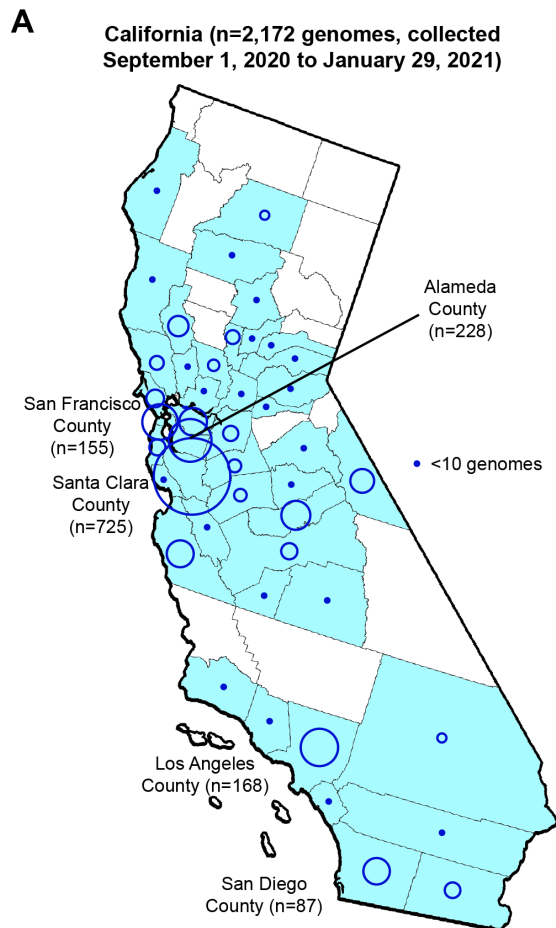 A
California (n=2,172 genomes, collected
September 1, 2020 to January 29, 2021)
Alameda
County
(n=228)
San Francisco
County
(n=155)
<10 genomes
Santa Clara
County
(n=725)
Los Angeles
County (n=168)
San Diego
County (n=87)